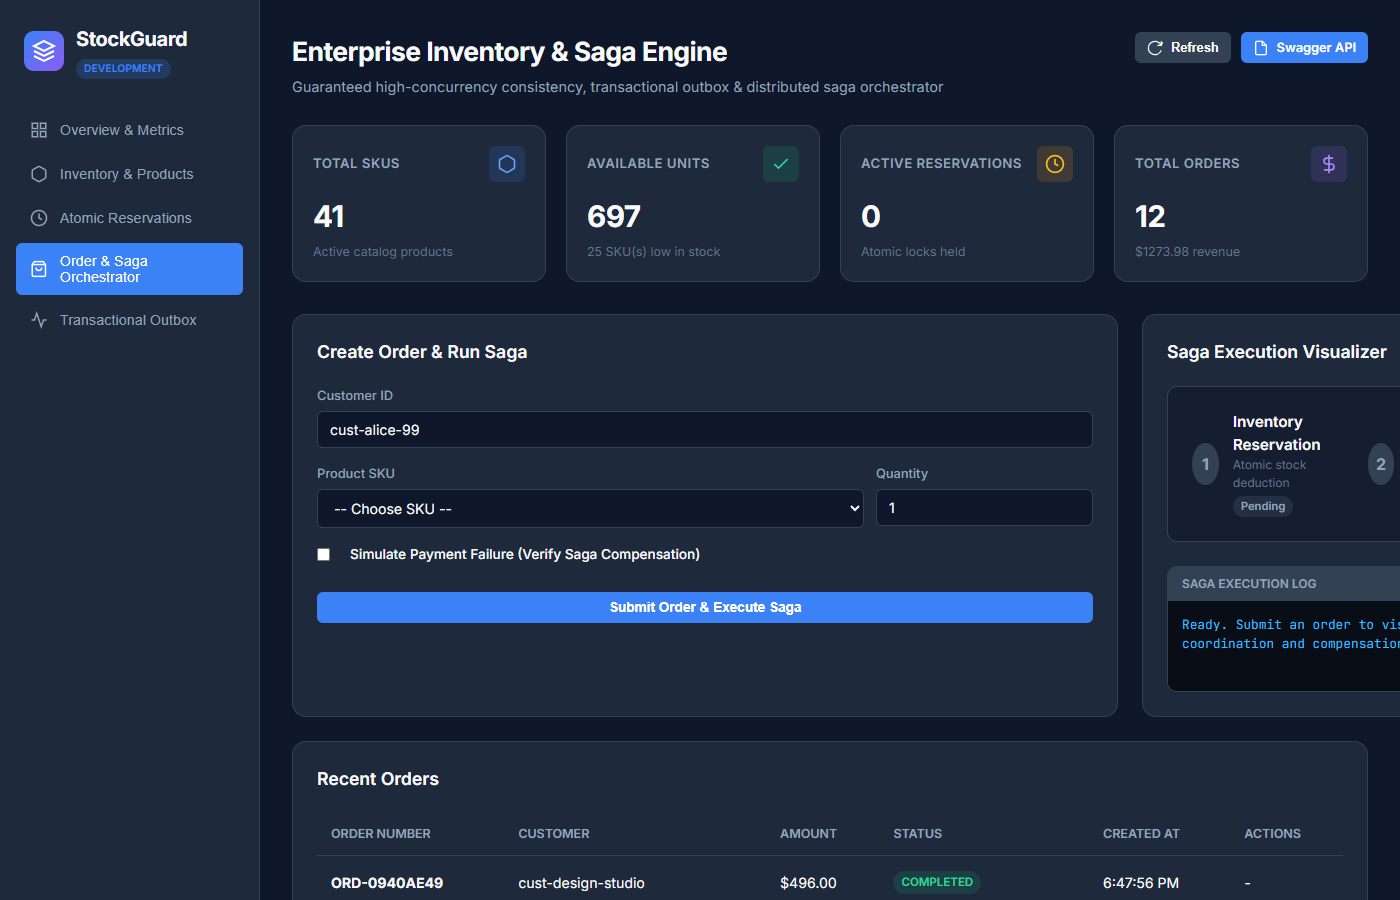 StockGuard
DEVELOPMENT
Overview & Metrics
Inventory & Products
Atomic Reservations
Order & Saga
Orchestrator
Transactional Outbox
Enterprise Inventory & Saga Engine
Guaranteed high-concurrency consistency, transactional outbox & distributed saga orchestrator
Refresh
Swagger API
TOTAL SKUS
41
Active catalog products
AVAILABLE UNITS
697
25 SKU(s) low in stock
ACTIVE RESERVATIONS
0
Atomic locks held
TOTAL ORDERS
12
$1273.98 revenue
Create Order & Run Saga
Customer ID
cust-alice-99
Product SKU
Quantity
-- Choose SKU --
1
Simulate Payment Failure (Verify Saga Compensation)
Submit Order & Execute Saga
Saga Execution Visualizer
1
Inventory
Reservation
Atomic stock
deduction
Pending
2
SAGA EXECUTION LOG
Ready. Submit an order to
coordination and
Recent Orders
ORDER NUMBER CUSTOMER AMOUNT STATUS CREATED AT ACTIONS
ORD-0940AE49 cust-design-studio $496.00 COMPLETED 6:47:56 PM -